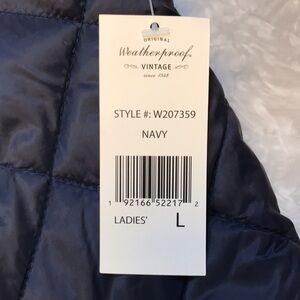 ORIGINAL
Weatherproof
VINTAGE
since 1948
STYLE #: W207359
NAVY
1 92166 52217 2
LADIES' L